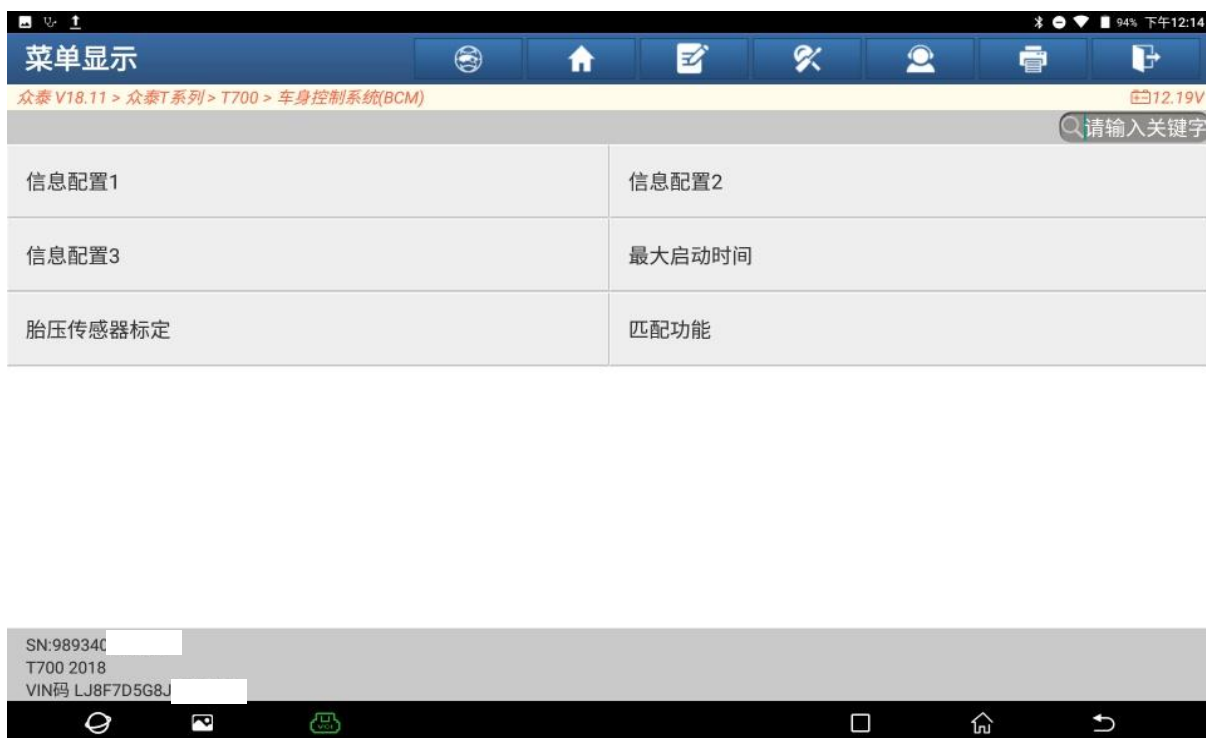 94% 下午12:14
菜单显示
众泰 V18.11 > 众泰T系列 > T700 > 车身控制系统(BCM)
12.19V
请输入关键字
信息配置1
信息配置2
信息配置3
最大启动时间
胎压传感器标定
匹配功能
SN:989340
T700 2018
VIN码 LJ8F7D5G8J
VCI